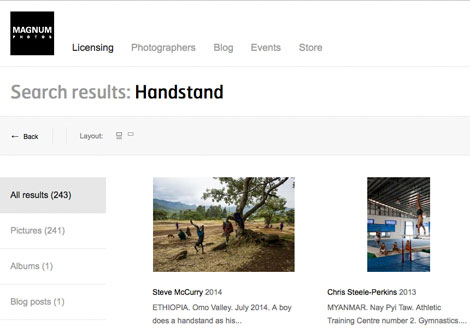 MAGNUM
PHOTOS
Licensing Photographers Blog Events Store
Search results: Handstand
← Back Layout:
All results (243)
Pictures (241)
Albums (1)
Blog posts (1)
Steve McCurry 2014
ETHIOPIA. Omo Valley. July 2014. A boy
does a handstand as his...
Chris Steele-Perkins 2013
MYANMAR. Nay Pyi Taw. Athletic
Training Centre number 2. Gymnastics....